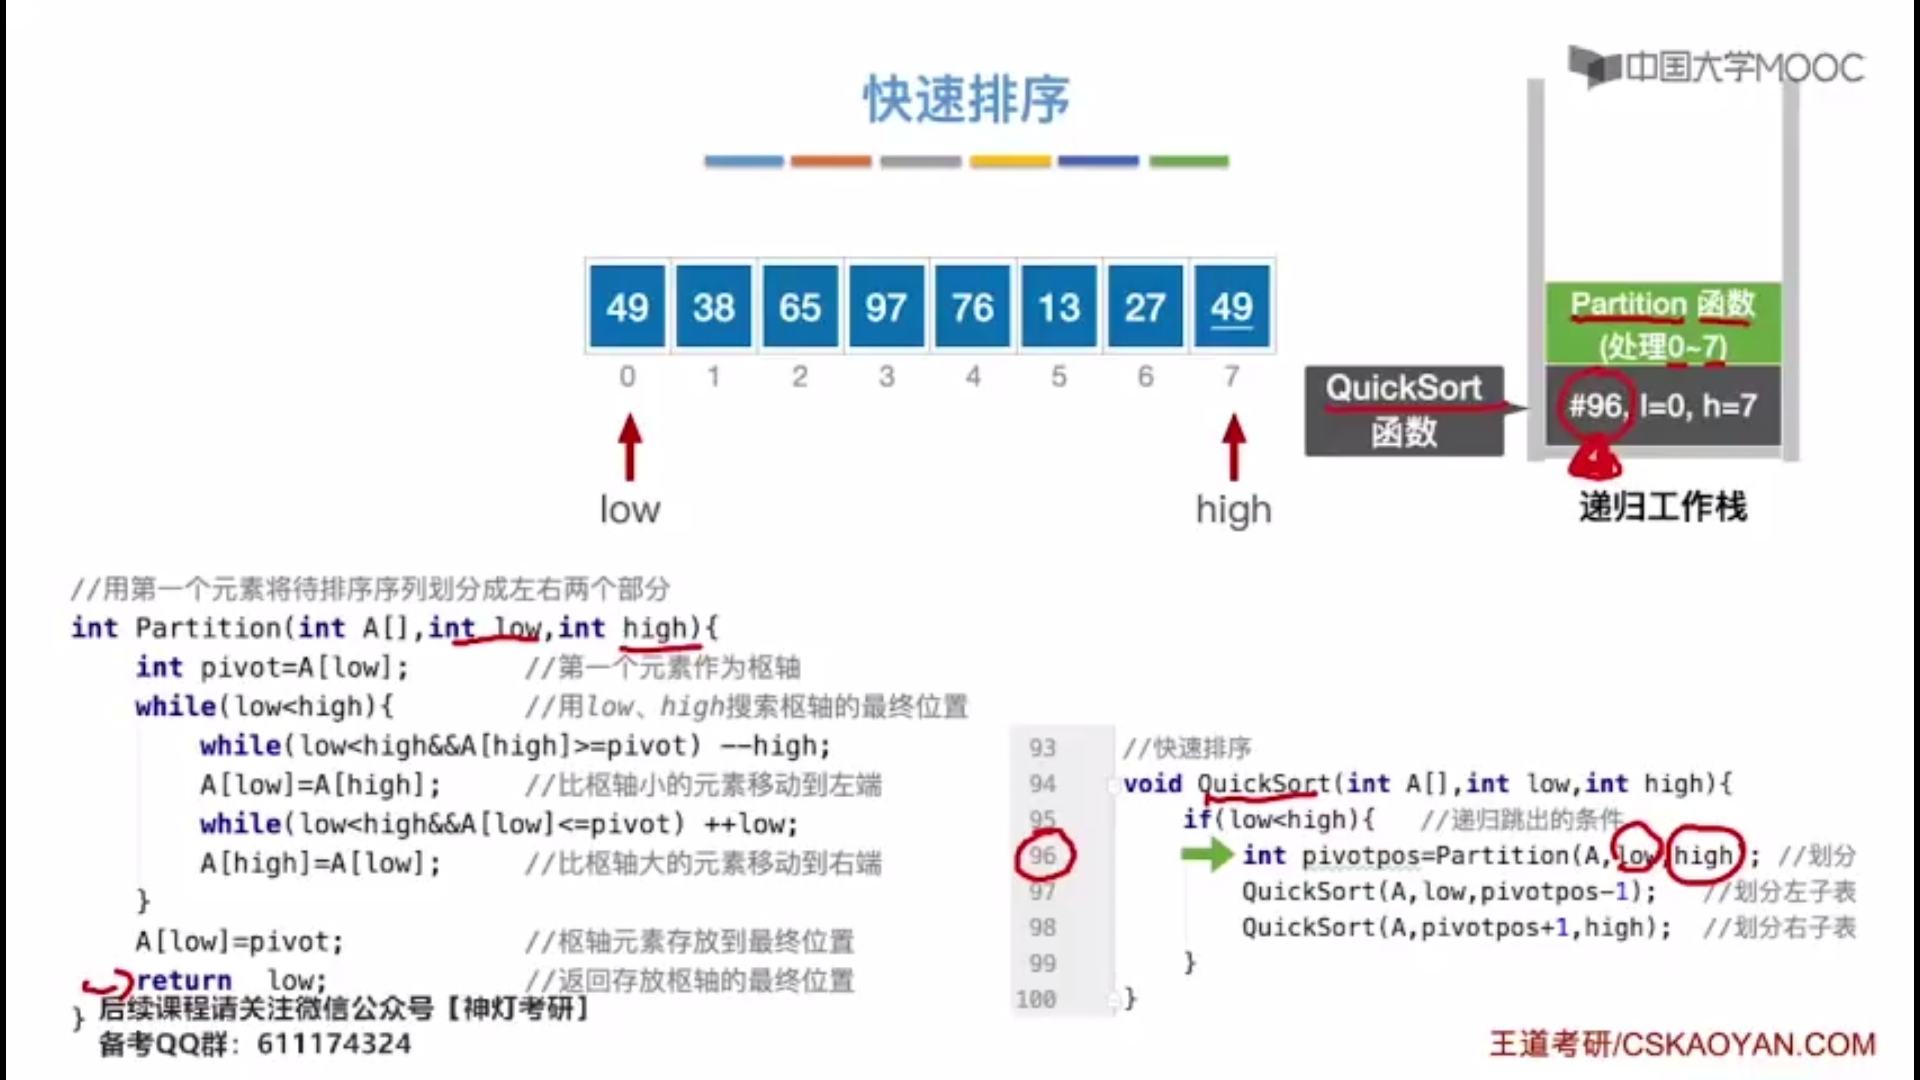 中国大学MOOC
快速排序
49 38 65 97 76 13 27 49
0 1 2 3 4 5 6 7
low high
Partition 函数
(处理0~7)
QuickSort
函数
#96, l=0, h=7
递归工作栈
//用第一个元素将待排序序列划分成左右两个部分
int Partition(int A[],int low,int high){
int pivot=A[low]; //第一个元素作为枢轴
while(low<high){ //用low、high搜索枢轴的最终位置
while(low<high&&A[high]>=pivot) --high;
A[low]=A[high]; //比枢轴小的元素移动到左端
while(low<high&&A[low]<=pivot) ++low;
A[high]=A[low]; //比枢轴大的元素移动到右端
}
A[low]=pivot; //枢轴元素存放到最终位置
return low; //返回存放枢轴的最终位置
}
93 //快速排序
94 void QuickSort(int A[],int low,int high){
95 if(low<high){ //递归跳出的条件
96 int pivotpos=Partition(A,low,high); //划分
97 QuickSort(A,low,pivotpos-1); //划分左子表
98 QuickSort(A,pivotpos+1,high); //划分右子表
99 }
100 }
后续课程请关注微信公众号【神灯考研】
备考QQ群：611174324
王道考研/CSKAOYAN.COM